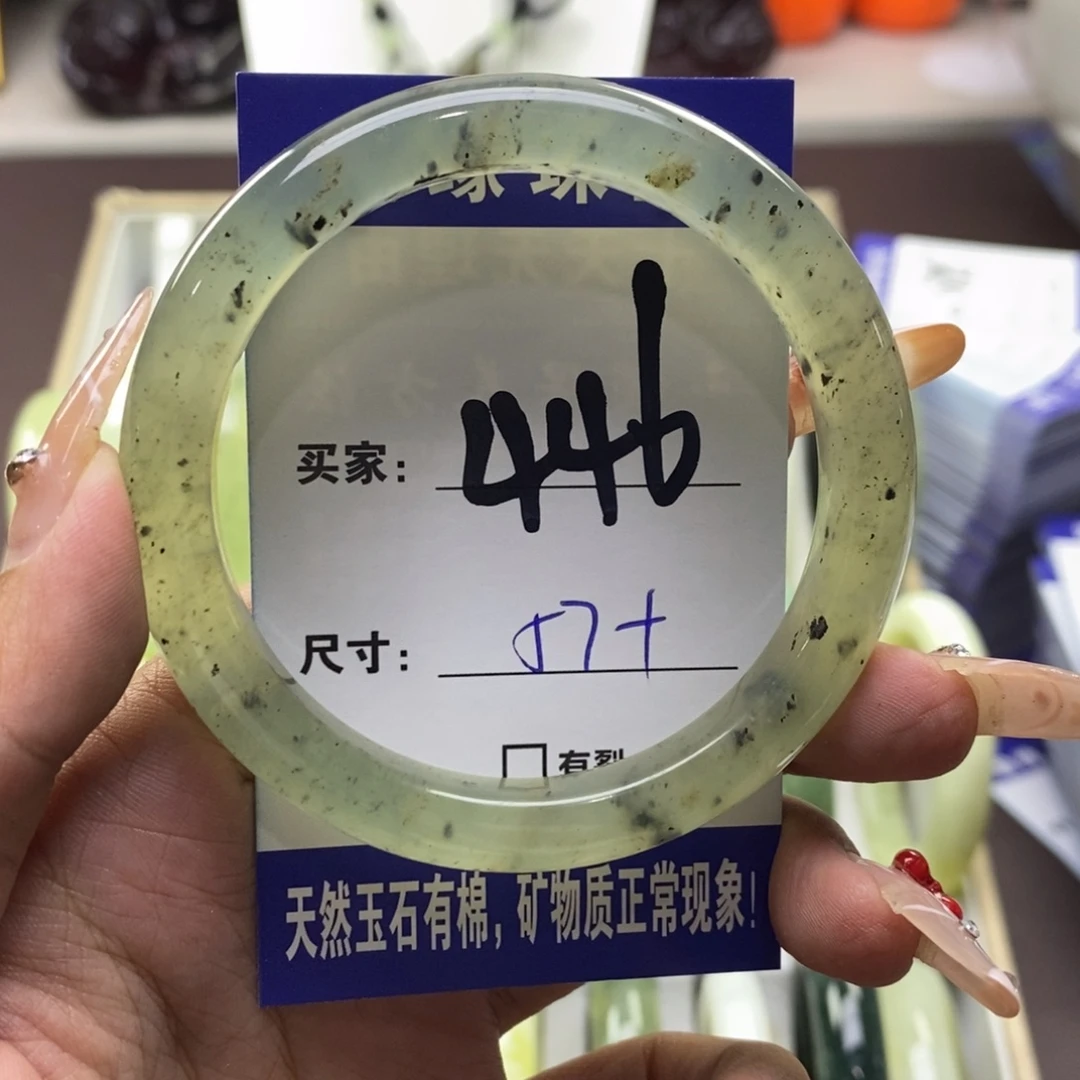 买家： 446
尺寸： 57+
□ 有裂
天然玉石有棉，矿物质正常现象！